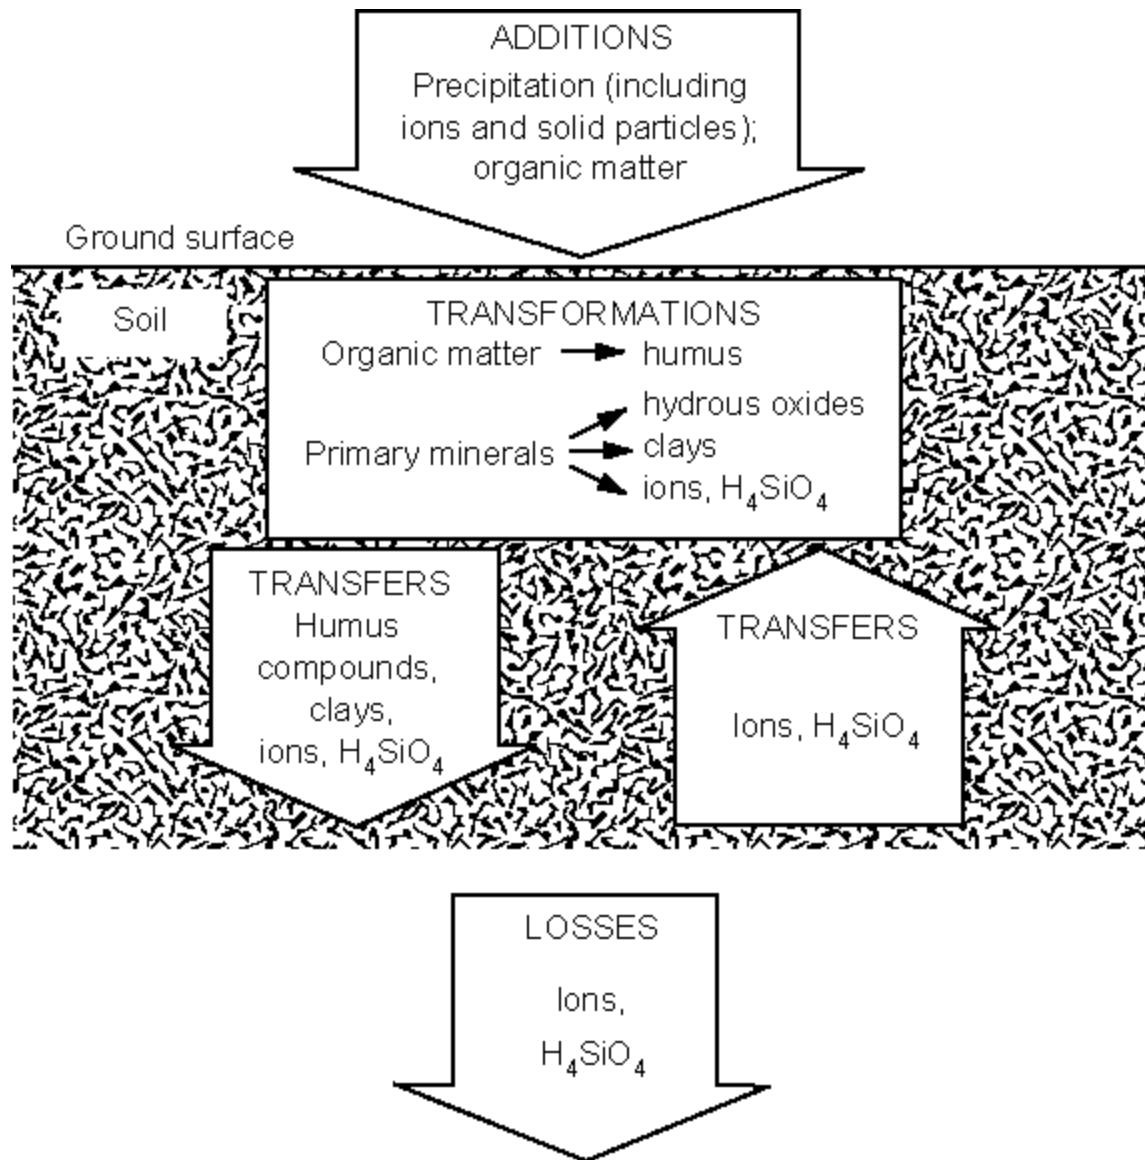 ADDITIONS
Precipitation (including
ions and solid particles);
organic matter
Ground surface
Soil
TRANSFORMATIONS
Organic matter → humus
hydrous oxides
Primary minerals → clays
ions, H₄SiO₄
TRANSFERS
Humus
compounds,
clays,
ions, H₄SiO₄
TRANSFERS
Ions, H₄SiO₄
LOSSES
Ions,
H₄SiO₄